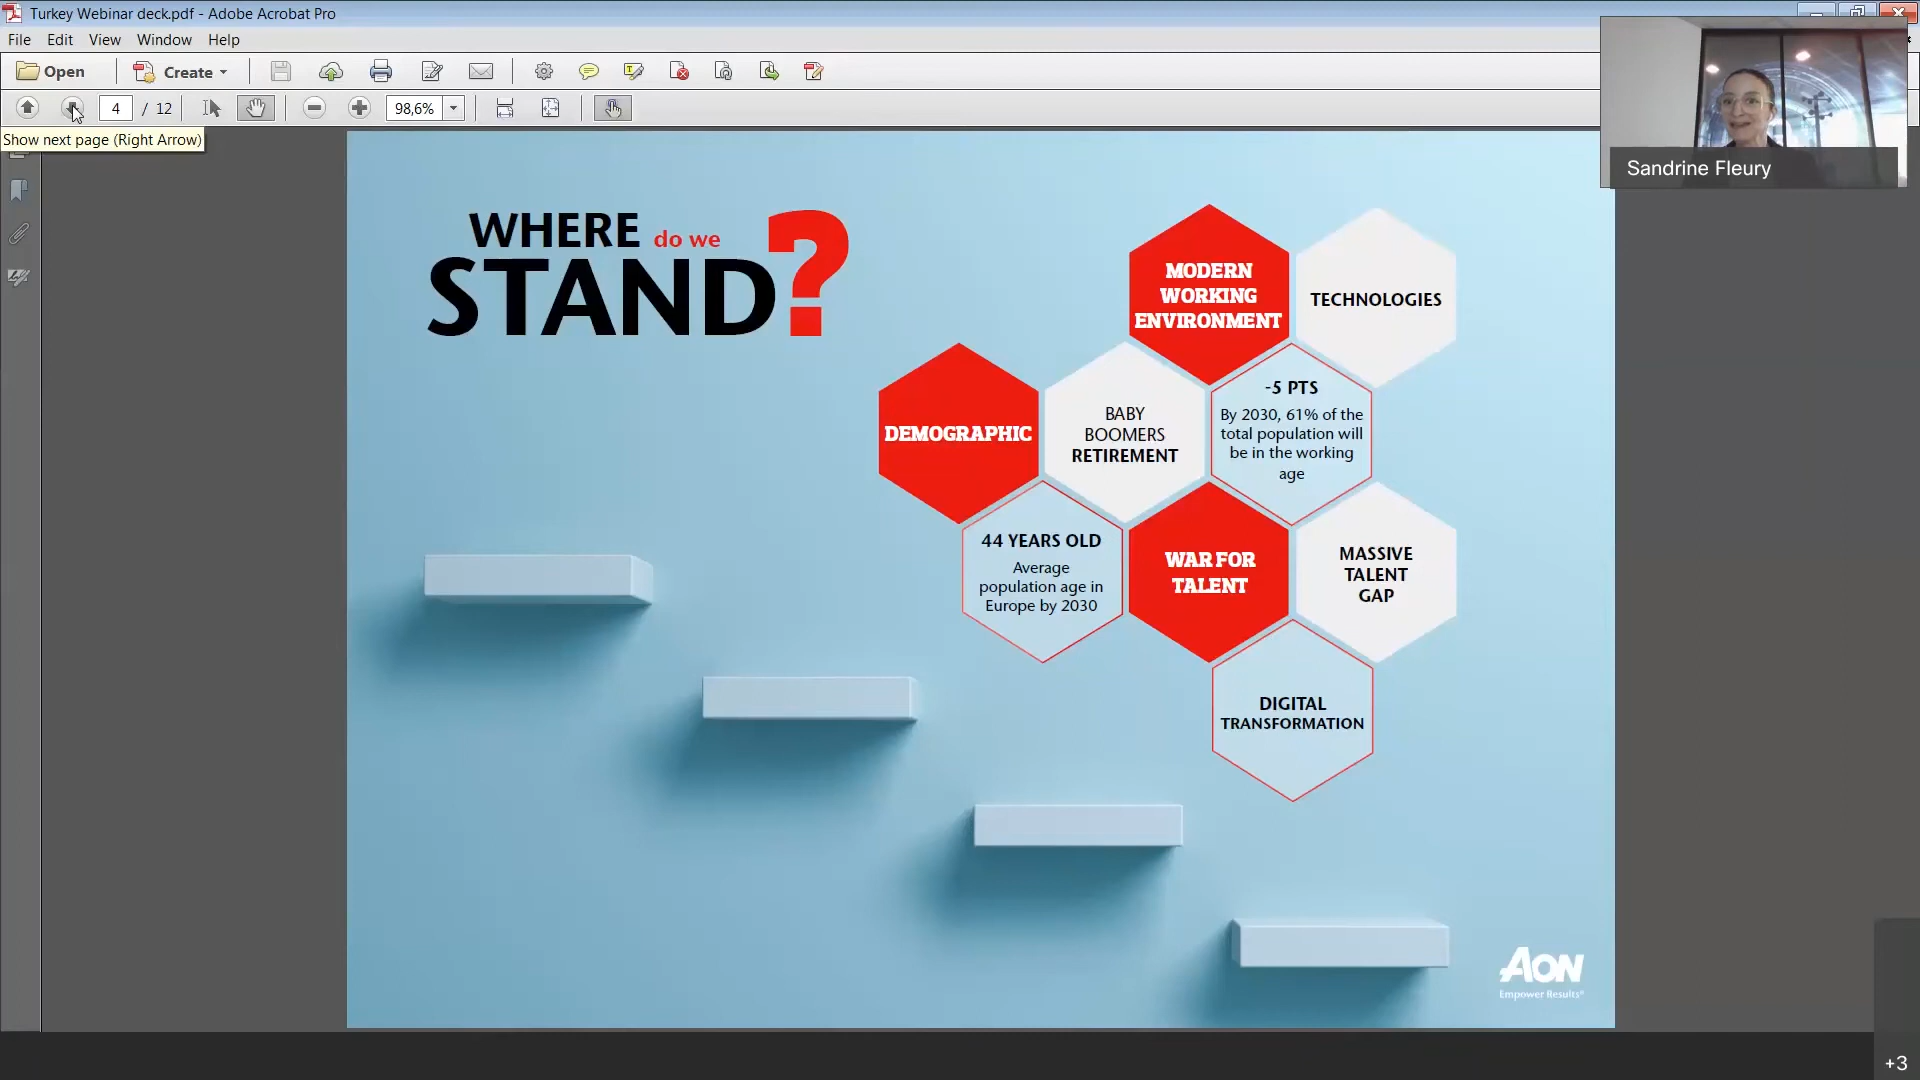 Turkey Webinar deck.pdf - Adobe Acrobat Pro
File Edit View Window Help
Open Create
4 / 12 98,6%
Show next page (Right Arrow)
Sandrine Fleury
WHERE do we
STAND?
MODERN
WORKING
ENVIRONMENT
TECHNOLOGIES
DEMOGRAPHIC
BABY
BOOMERS
RETIREMENT
-5 PTS
By 2030, 61% of the
total population will
be in the working
age
44 YEARS OLD
Average
population age in
Europe by 2030
WAR FOR
TALENT
MASSIVE
TALENT
GAP
DIGITAL
TRANSFORMATION
AON
Empower Results®
+3